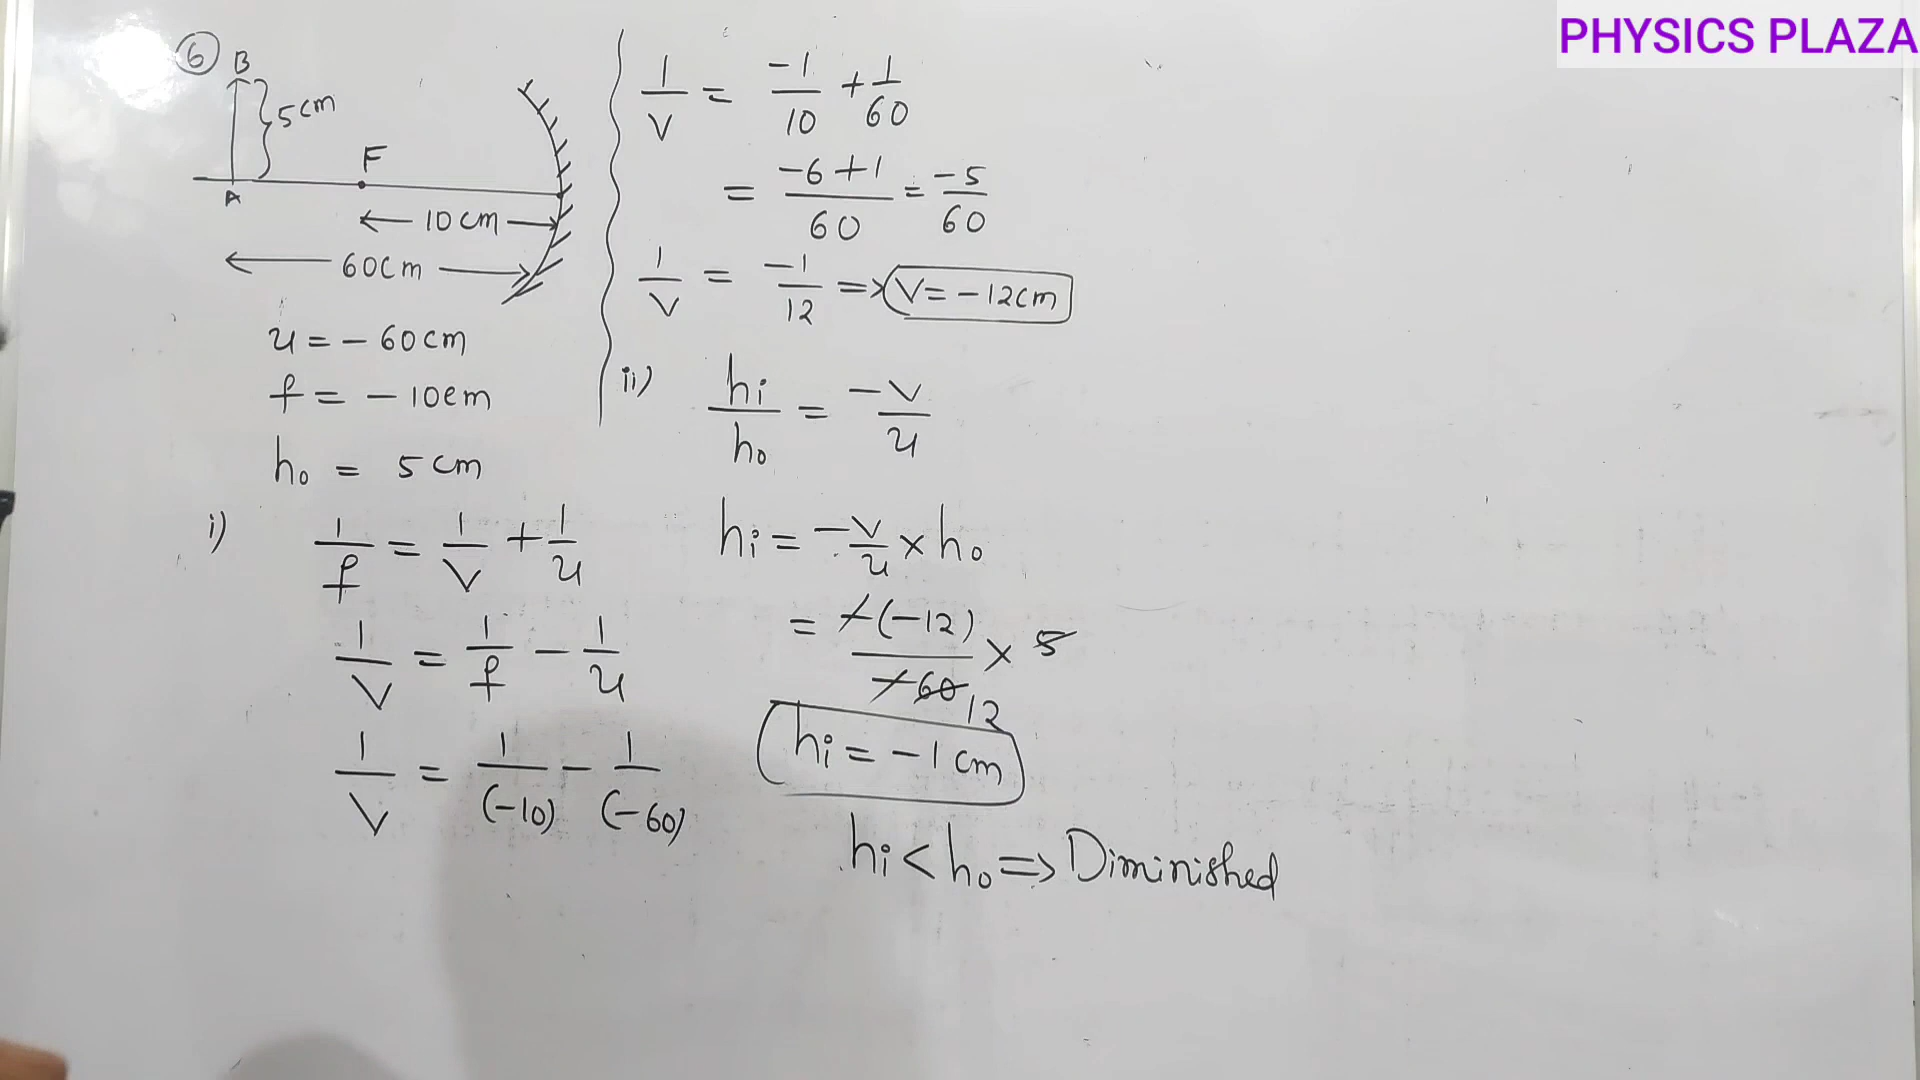 PHYSICS PLAZA
6
B
5cm
F
A
10cm
60cm
u = - 60cm
f = - 10cm
h₀ = 5cm
i) 1/f = 1/v + 1/u
1/v = 1/f - 1/u
1/v = 1/(-10) - 1/(-60)
1/v = -1/10 + 1/60
= -6+1/60 = -5/60
1/v = -1/12 => v = -12cm
ii) hi/h₀ = -v/u
hi = -v/u × h₀
= -(-12)/-60 × 5
12
hi = -1 cm
hi < h₀ => Diminished